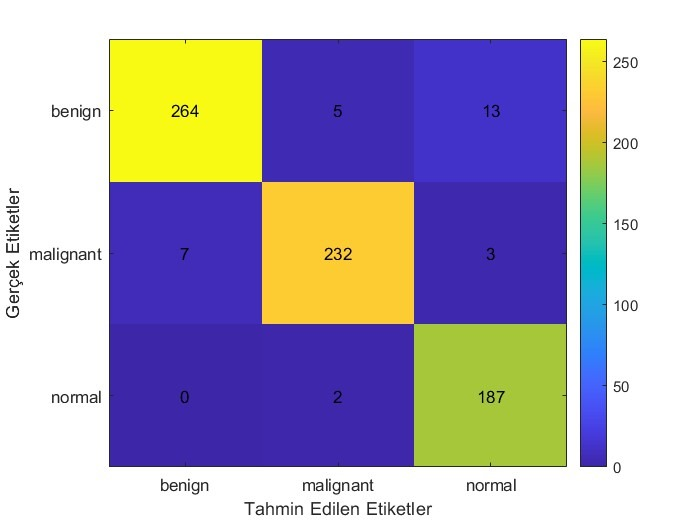 benign 264 5 13
malignant 7 232 3
normal 0 2 187
benign malignant normal
Tahmin Edilen Etiketler
Gerçek Etiketler
250
200
150
100
50
0